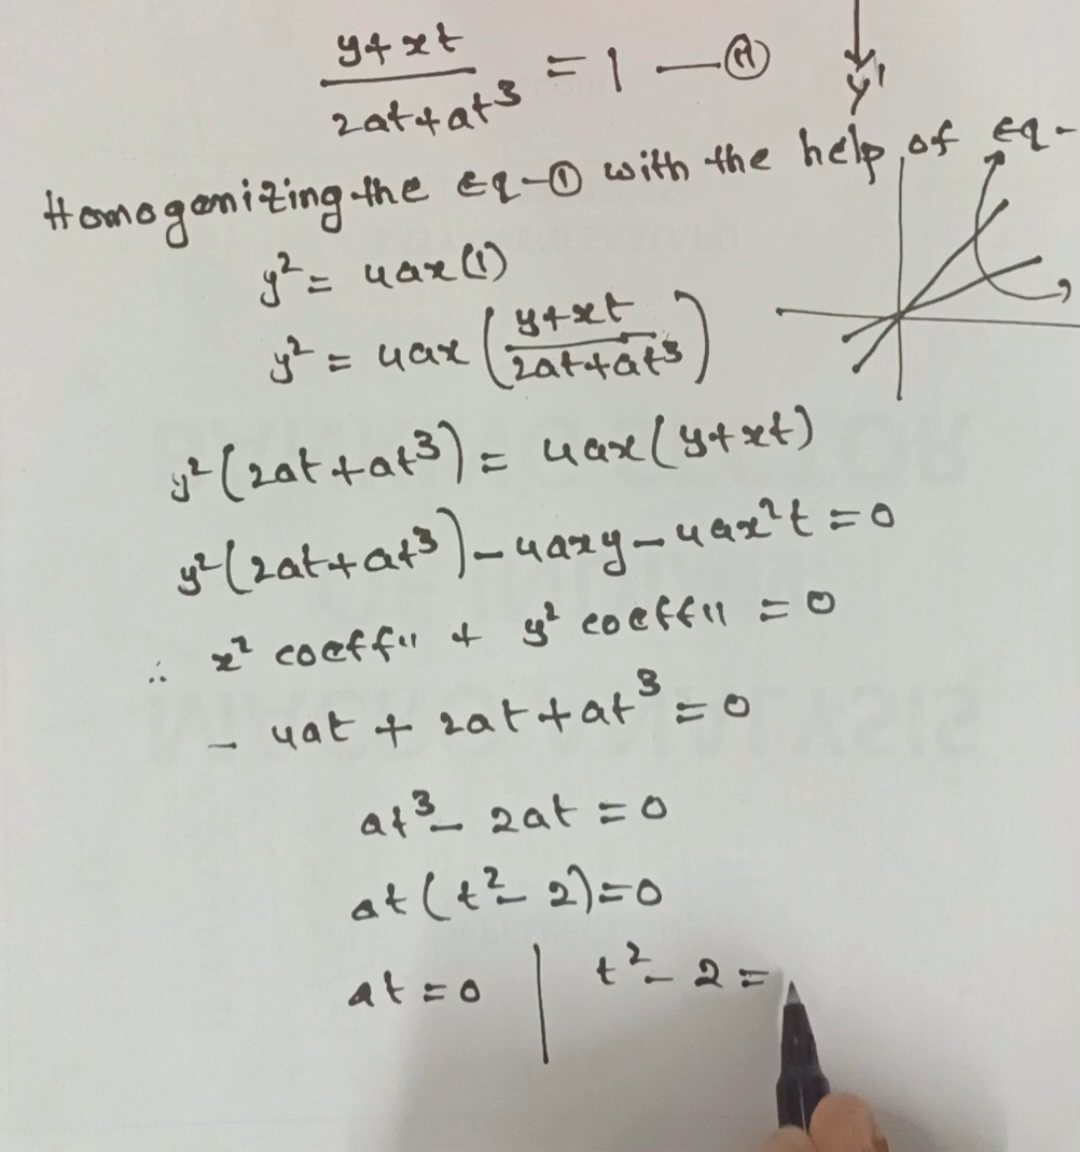 y+xt / 2at+at³ = 1 — (A)
y'
Homogenizing the Eq-① with the help of Eq-
y² = 4ax(1)
y² = 4ax (y+xt / 2at+at³)
y²(2at+at³) = 4ax(y+xt)
y²(2at+at³)-4axy-4ax²t=0
∴ x² coeff" + y² coeff" = 0
- 4at + 2at+at³=0
at³- 2at = 0
at(t²-2)=0
at=0 | t²-2=